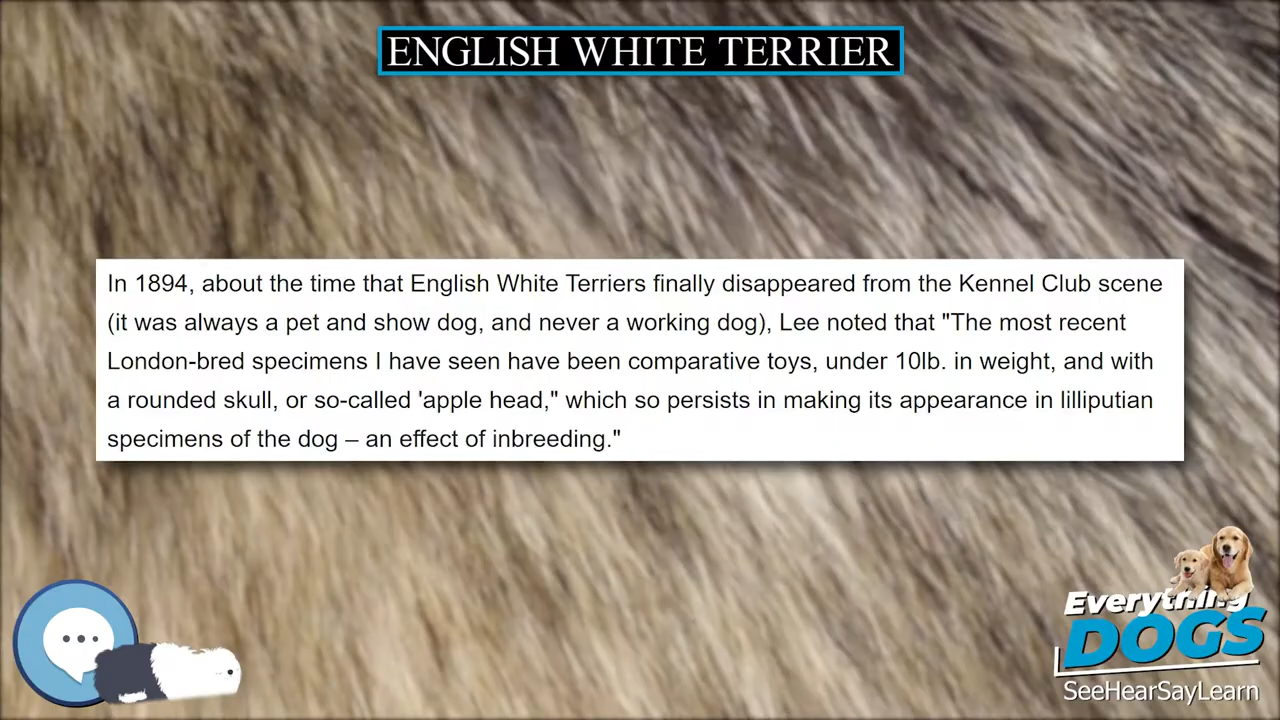 ENGLISH WHITE TERRIER
In 1894, about the time that English White Terriers finally disappeared from the Kennel Club scene
(it was always a pet and show dog, and never a working dog), Lee noted that "The most recent
London-bred specimens I have seen have been comparative toys, under 10lb. in weight, and with
a rounded skull, or so-called 'apple head," which so persists in making its appearance in lilliputian
specimens of the dog – an effect of inbreeding."
Everything
DOGS
SeeHearSayLearn